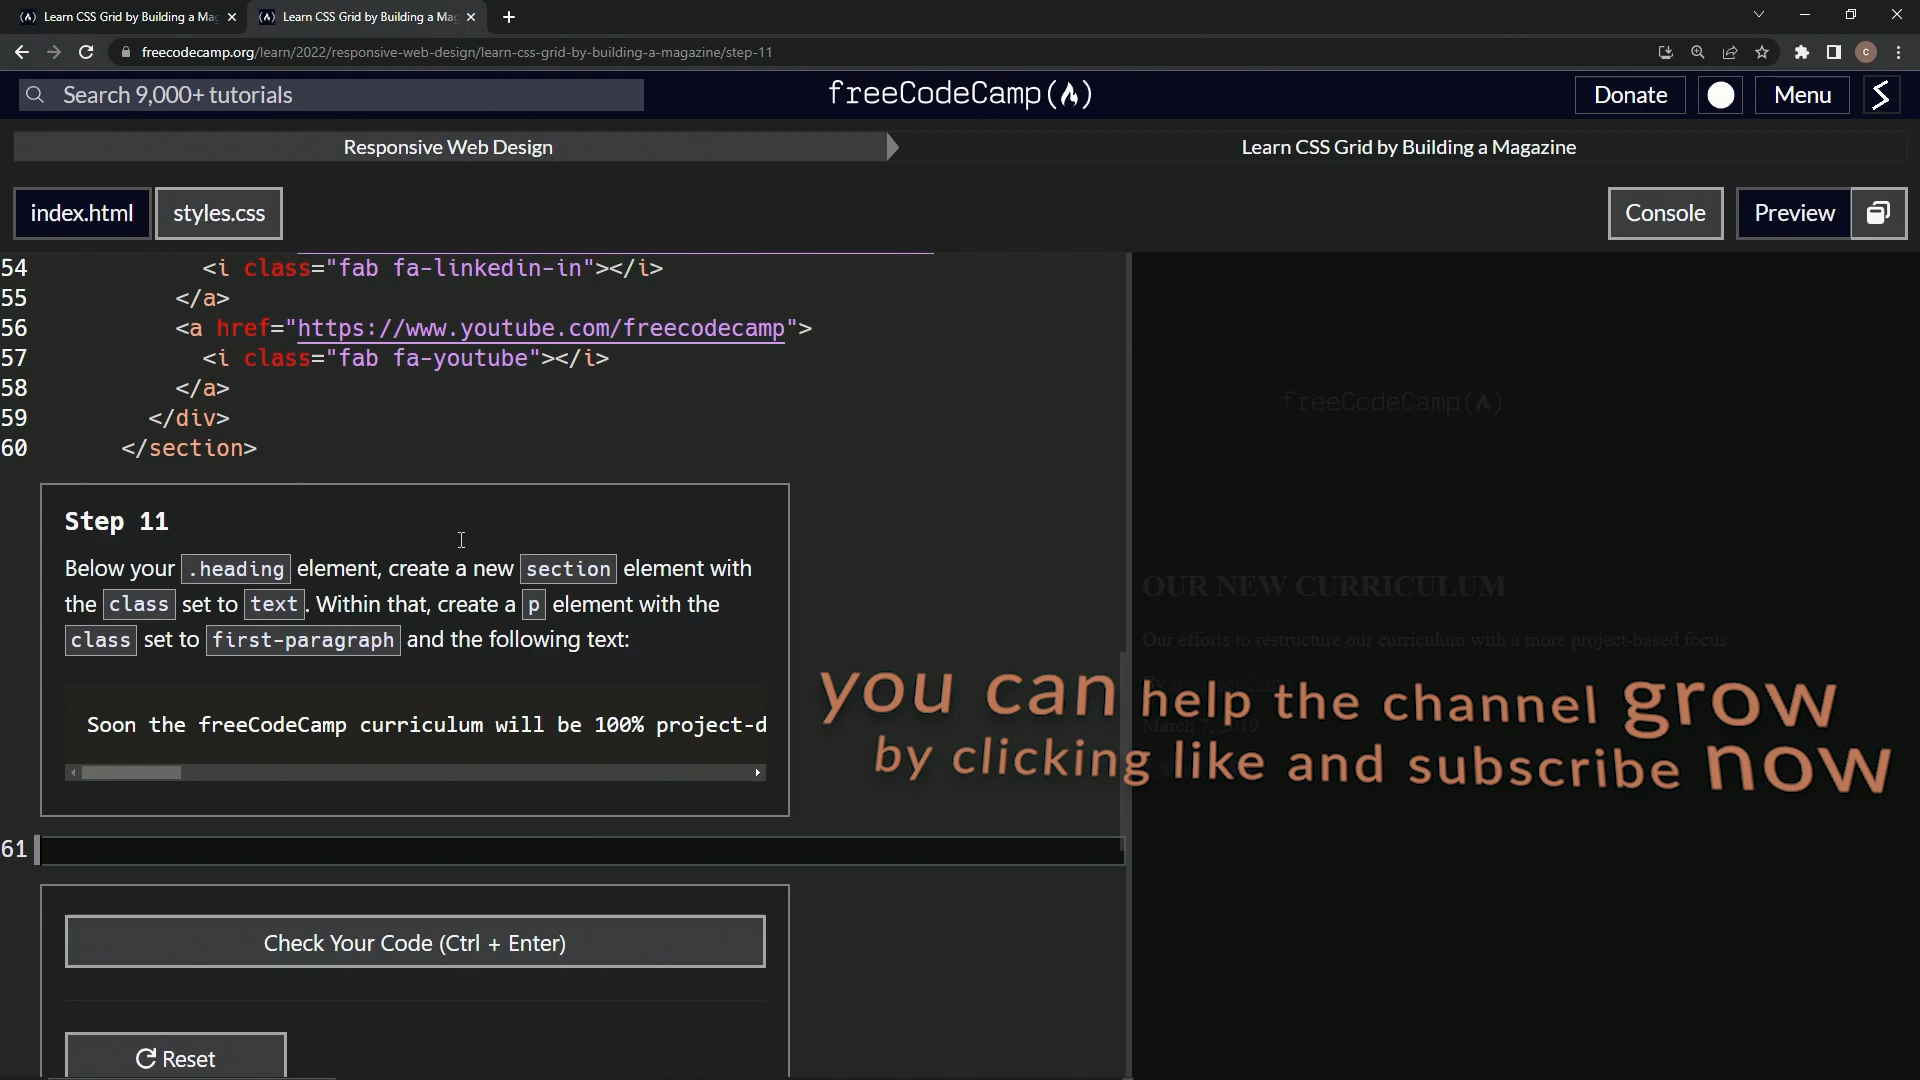 Learn CSS Grid by Building a Mag
Learn CSS Grid by Building a Mag
freecodecamp.org/learn/2022/responsive-web-design/learn-css-grid-by-building-a-magazine/step-11
c
Search 9,000+ tutorials
freeCodeCamp(🔥)
Donate
Menu
Responsive Web Design
Learn CSS Grid by Building a Magazine
index.html
styles.css
Console
Preview
54 <i class="fab fa-linkedin-in"></i>
55 </a>
56 <a href="https://www.youtube.com/freecodecamp">
57 <i class="fab fa-youtube"></i>
58 </a>
59 </div>
60 </section>
Step 11
Below your .heading element, create a new section element with
the class set to text. Within that, create a p element with the
class set to first-paragraph and the following text:
Soon the freeCodeCamp curriculum will be 100% project-d
61
Check Your Code (Ctrl + Enter)
Reset
freeCodeCamp(🔥)
OUR NEW CURRICULUM
Our efforts to restructure our curriculum with a more project-based focus
By freeCodeCamp
March 7, 2019
you can help the channel grow
by clicking like and subscribe now